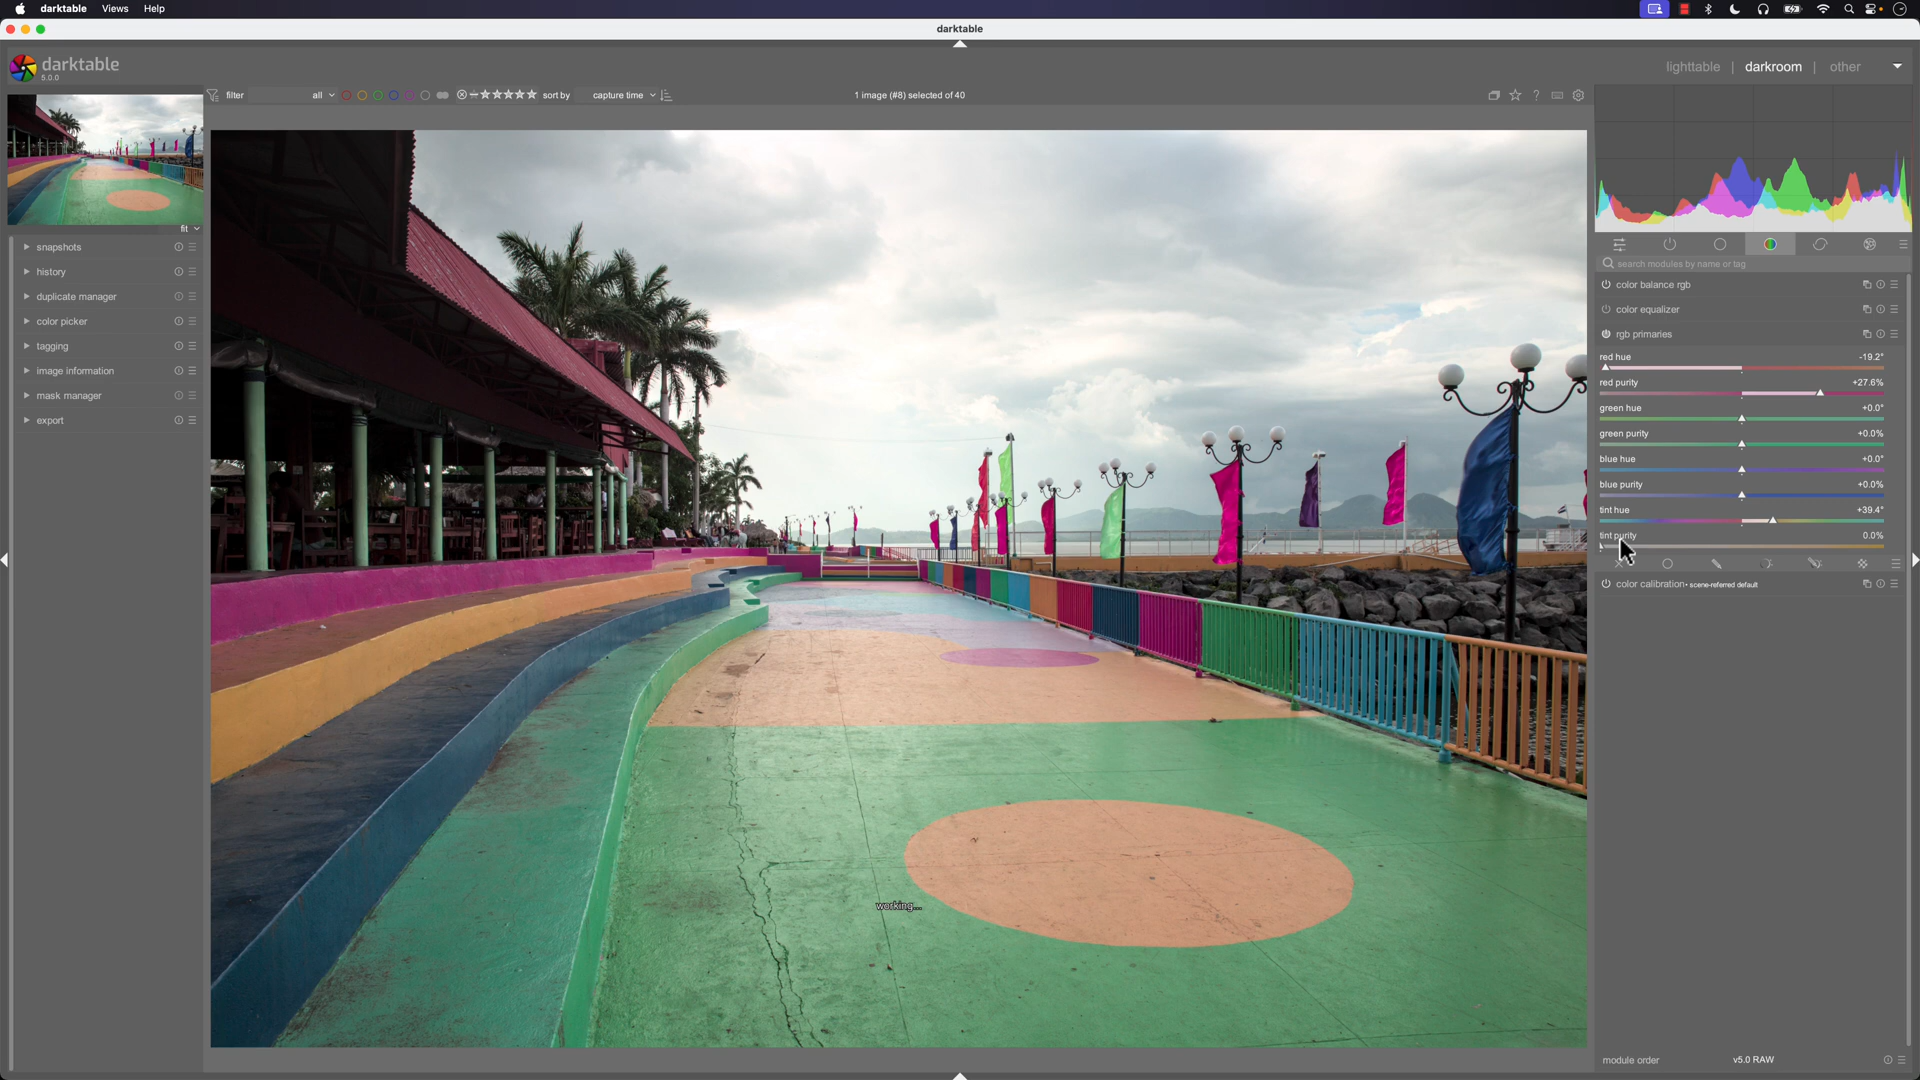 darktable Views Help
darktable
darktable
5.0.0
lighttable | darkroom | other
filter all sort by capture time
1 image (#8) selected of 40
fit
snapshots
history
duplicate manager
color picker
tagging
image information
mask manager
export
working...
search modules by name or tag
color balance rgb
color equalizer
rgb primaries
red hue -19.2°
red purity +27.6%
green hue +0.0°
green purity +0.0%
blue hue +0.0°
blue purity +0.0%
tint hue +39.4°
tint purity 0.0%
color calibration • scene-referred default
module order v5.0 RAW